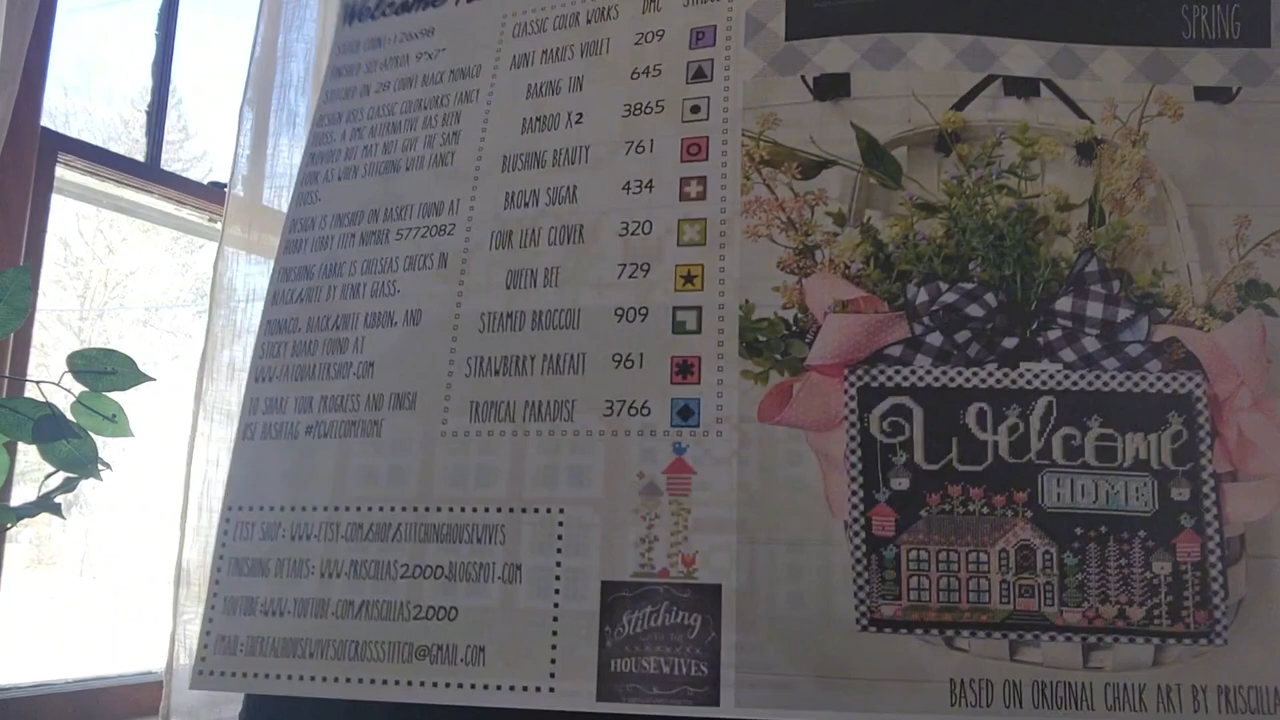 Welcome
STITCH COUNT: 126x98
FINISHED SIZE: APROX 9"x7"
STITCHED ON 28 COUNT BLACK MONACO
DESIGN USES CLASSIC COLORWORKS FANCY
FLOSS. A DMC ALTERNATIVE HAS BEEN
PROVIDED BUT MAY NOT GIVE THE SAME
LOOK AS WHEN STITCHING WITH FANCY
FLOSS.
DESIGN IS FINISHED ON BASKET FOUND AT
HOBBY LOBBY ITEM NUMBER 5772082
FINISHING FABRIC IS CHELSEAS CHECKS IN
BLACK/WHITE BY HENRY GLASS.
MONACO, BLACK/WHITE RIBBON, AND
STICKY BOARD FOUND AT
WWW.FATQUARTERSHOP.COM
TO SHARE YOUR PROGRESS AND FINISH
USE HASHTAG #PCWELCOMEHOME
CLASSIC COLOR WORKS DMC
AUNT MARIES VIOLET 209 P
BAKING TIN 645
BAMBOO X2 3865
BLUSHING BEAUTY 761
BROWN SUGAR 434
FOUR LEAF CLOVER 320
QUEEN BEE 729
STEAMED BROCCOLI 909
STRAWBERRY PARFAIT 961
TROPICAL PARADISE 3766
ETSY SHOP: WWW.ETSY.COM/SHOP/STITCHINGHOUSEWIVES
FINISHING DETAILS: WWW.PRISCILLAS2000.BLOGSPOT.COM
YOUTUBE:WWW.YOUTUBE.COM/PRISCILLAS2000
EMAIL:THEREALHOUSEWIVESOFCROSSSTITCH@GMAIL.COM
Stitching
WITH THE
HOUSEWIVES
SPRING
Welcome
HOME
BASED ON ORIGINAL CHALK ART BY